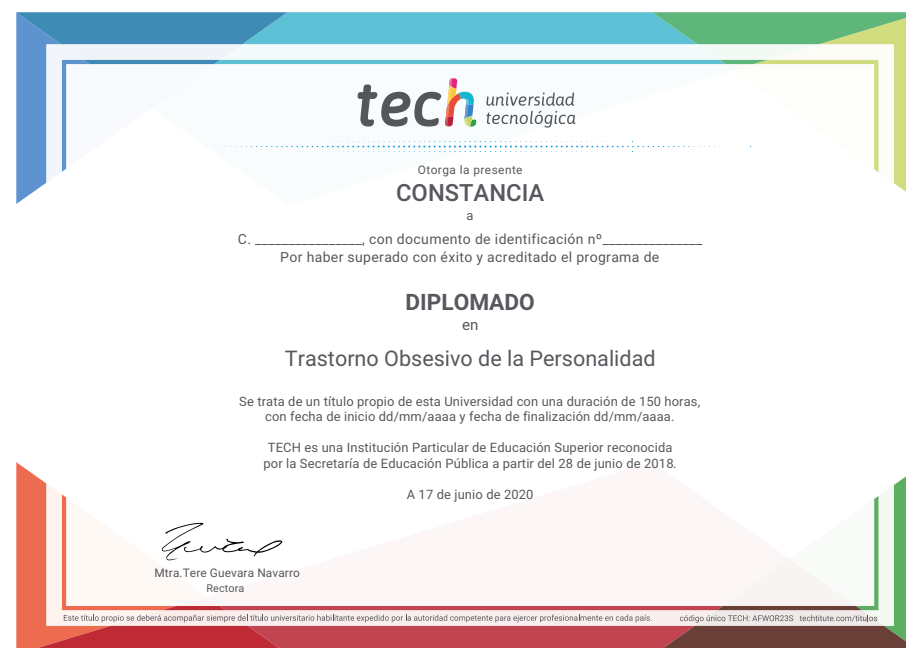 tech universidad
tecnológica
Otorga la presente
CONSTANCIA
a
C. ________________, con documento de identificación nº_______________
Por haber superado con éxito y acreditado el programa de
DIPLOMADO
en
Trastorno Obsesivo de la Personalidad
Se trata de un título propio de esta Universidad con una duración de 150 horas,
con fecha de inicio dd/mm/aaaa y fecha de finalización dd/mm/aaaa.
TECH es una Institución Particular de Educación Superior reconocida
por la Secretaría de Educación Pública a partir del 28 de junio de 2018.
A 17 de junio de 2020
Mtra.Tere Guevara Navarro
Rectora
Este título propio se deberá acompañar siempre del título universitario habilitante expedido por la autoridad competente para ejercer profesionalmente en cada país. código único TECH: AFWOR23S techtitute.com/titulos